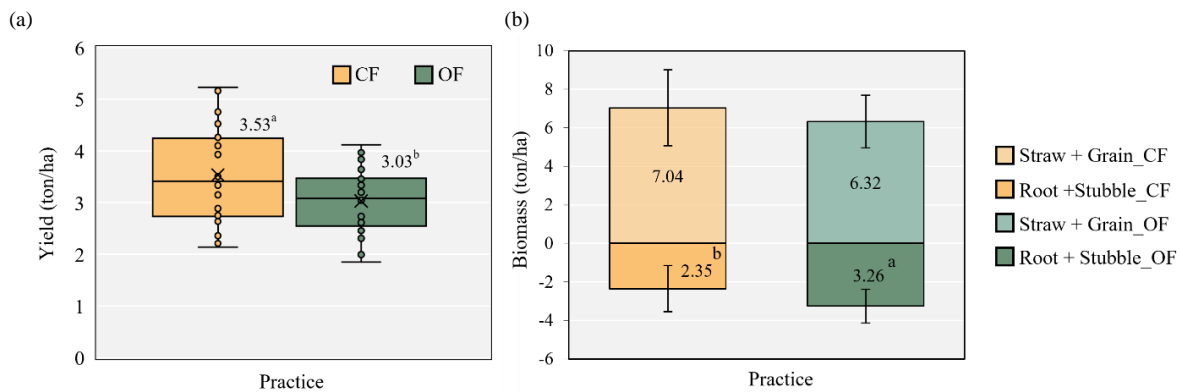 (a)
Yield (ton/ha)
6
5
4
3
2
1
0
CF
OF
3.53ᵃ
3.03ᵇ
Practice
(b)
Biomass (ton/ha)
10
8
6
4
2
0
-2
-4
-6
7.04
6.32
2.35 b
3.26 a
Practice
Straw + Grain_CF
Root +Stubble_CF
Straw + Grain_OF
Root + Stubble_OF